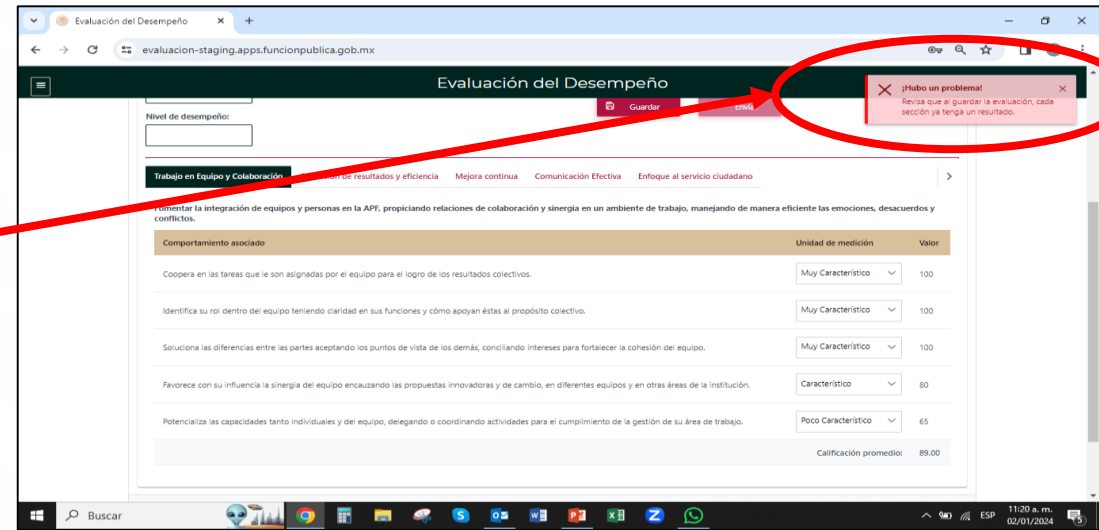 Evaluación del Desempeño
evaluacion-staging.apps.funcionpublica.gob.mx
Evaluación del Desempeño
¡Hubo un problema!
Revisa que al guardar la evaluación, cada
sección ya tenga un resultado.
Guardar
Nivel de desempeño:
Trabajo en Equipo y Colaboración
de resultados y eficiencia
Mejora continua
Comunicación Efectiva
Enfoque al servicio ciudadano
Fomentar la integración de equipos y personas en la APF, propiciando relaciones de colaboración y sinergia en un ambiente de trabajo, manejando de manera eficiente las emociones, desacuerdos y
conflictos.
Comportamiento asociado Unidad de medición Valor
Coopera en las tareas que le son asignadas por el equipo para el logro de los resultados colectivos. Muy Característico 100
Identifica su rol dentro del equipo teniendo claridad en sus funciones y cómo apoyan éstas al propósito colectivo. Muy Característico 100
Soluciona las diferencias entre las partes aceptando los puntos de vista de los demás, conciliando intereses para fortalecer la cohesión del equipo. Muy Característico 100
Favorece con su influencia la sinergia del equipo encauzando las propuestas innovadoras y de cambio, en diferentes equipos y en otras áreas de la institución. Característico 80
Potencializa las capacidades tanto individuales y del equipo, delegando o coordinando actividades para el cumplimiento de la gestión de su área de trabajo. Poco Característico 65
Calificación promedio: 89.00
Buscar
ESP
11:20 a. m.
02/01/2024